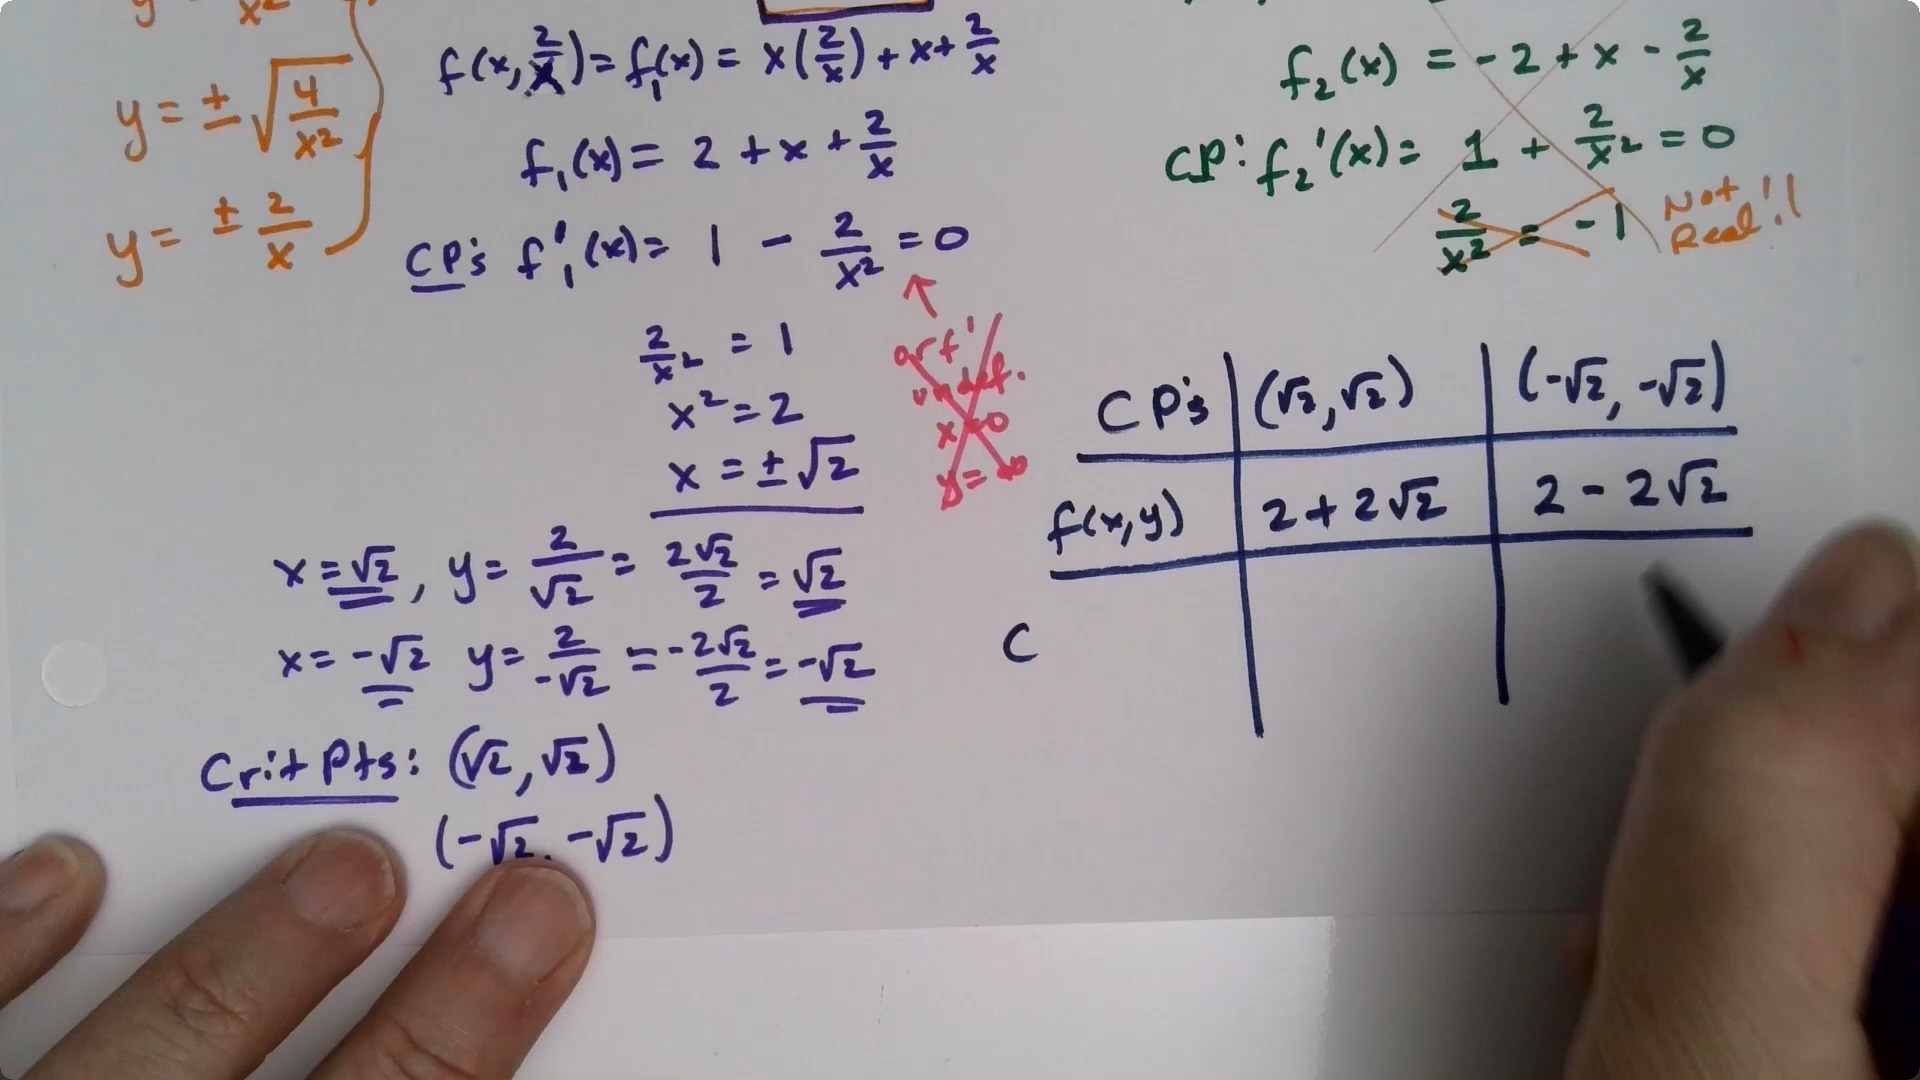 y = ± √(4/x²)
y = ± 2/x
f(x, 2/x) = f₁(x) = x(2/x) + x + 2/x
f₁(x) = 2 + x + 2/x
CP's f₁'(x) = 1 - 2/x² = 0
or f'
undef.
x = 0
2/x² = 1
x² = 2
x = ±√2
x = √2, y = 2/√2 = 2√2/2 = √2
x = -√2 y = 2/-√2 = -2√2/2 = -√2
Crit Pts: (√2, √2)
(-√2, -√2)
f₂(x) = -2 + x - 2/x
CP: f₂'(x) = 1 + 2/x² = 0
2/x² = -1
Not
Real!!
CP's (√2, √2) (-√2, -√2)
f(x,y) 2 + 2√2 2 - 2√2
C